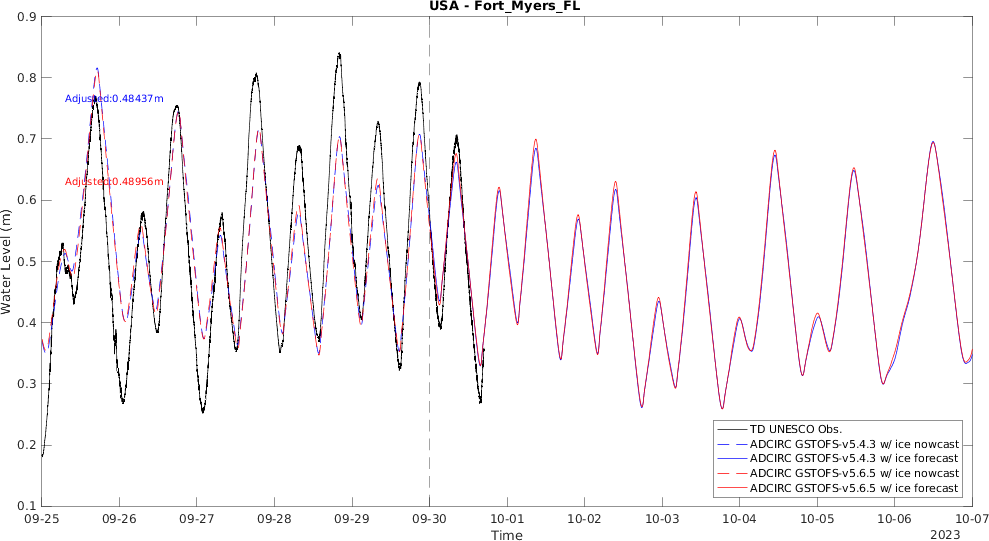 USA - Fort_Myers_FL
0.9
0.8
0.7
0.6
0.5
0.4
0.3
0.2
0.1
Water Level (m)
Adjusted:0.48437m
Adjusted:0.48956m
TD UNESCO Obs.
ADCIRC GSTOFS-v5.4.3 w/ ice nowcast
ADCIRC GSTOFS-v5.4.3 w/ ice forecast
ADCIRC GSTOFS-v5.6.5 w/ ice nowcast
ADCIRC GSTOFS-v5.6.5 w/ ice forecast
09-25 09-26 09-27 09-28 09-29 09-30 10-01 10-02 10-03 10-04 10-05 10-06 10-07
Time
2023